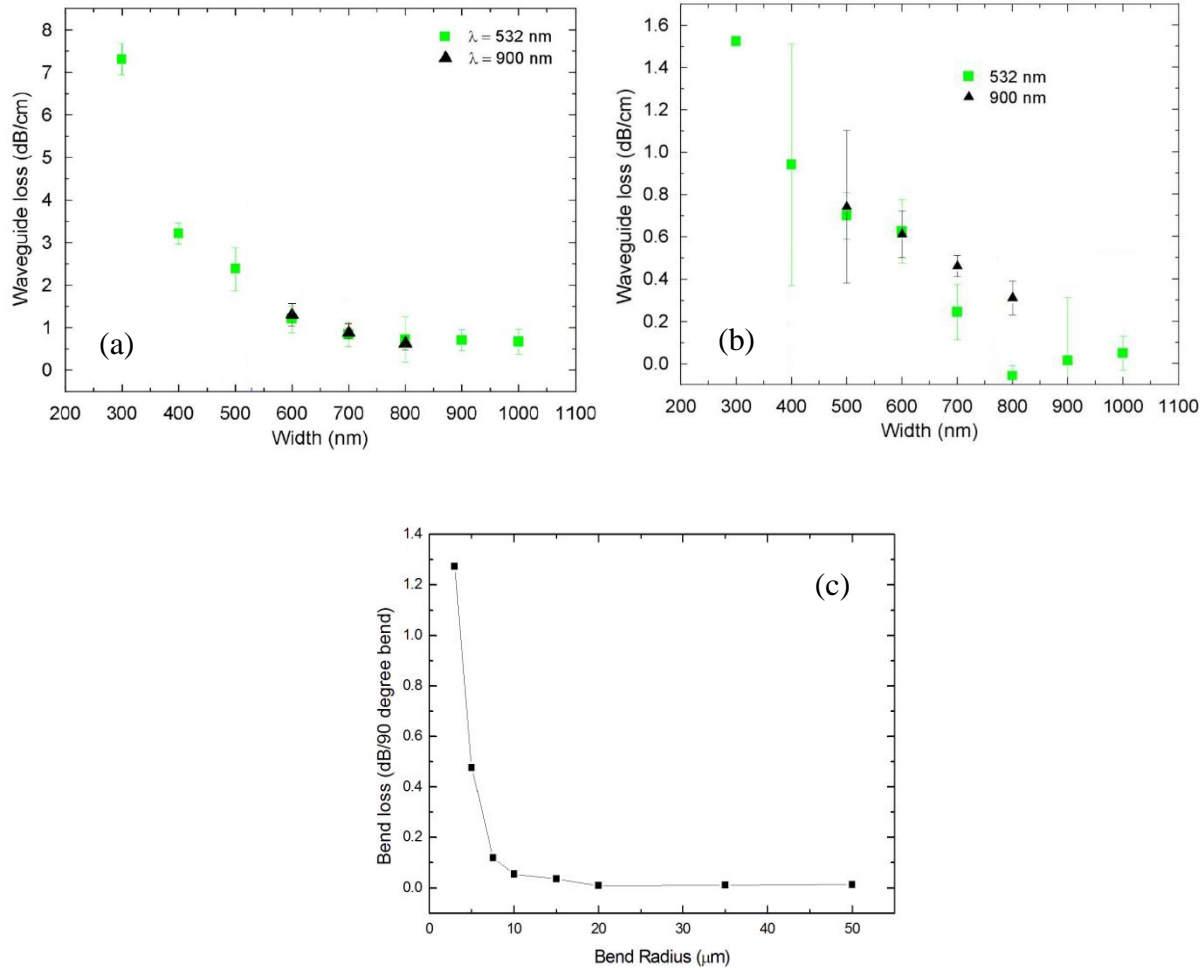 8
7
6
5
4
3
2
1
0
Waveguide loss (dB/cm)
λ = 532 nm
λ = 900 nm
(a)
200 300 400 500 600 700 800 900 1000 1100
Width (nm)
1.6
1.4
1.2
1.0
0.8
0.6
0.4
0.2
0.0
Waveguide loss (dB/cm)
532 nm
900 nm
(b)
200 300 400 500 600 700 800 900 1000 1100
Width (nm)
1.4
1.2
1.0
0.8
0.6
0.4
0.2
0.0
Bend loss (dB/90 degree bend)
(c)
0 10 20 30 40 50
Bend Radius (μm)